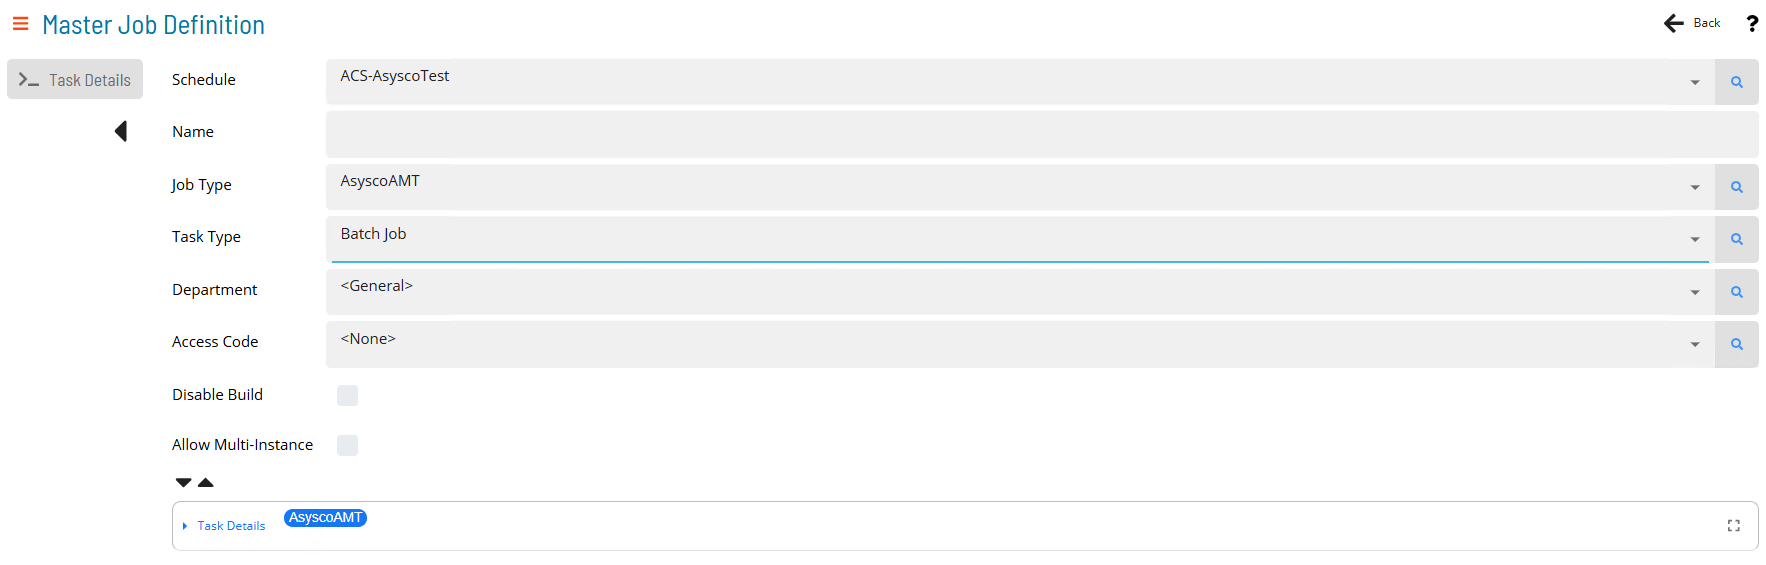 Master Job Definition
Back
?
Task Details
Schedule
ACS-AsyscoTest
Name
Job Type
AsyscoAMT
Task Type
Batch Job
Department
<General>
Access Code
<None>
Disable Build
Allow Multi-Instance
Task Details
AsyscoAMT